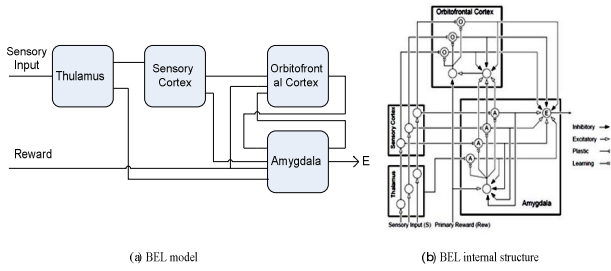 Sensory
Input
Thalamus
Sensory
Cortex
Orbitofront
al Cortex
Reward
Amygdala
E
(a) BEL model
Orbitofrontal Cortex
O
O
O
Sensory Cortex
Thalamus
A
A
A
A
E
Amygdala
Inhibitory
Excitatory
Plastic
Learning
Sensory Input (S) Primary Reward (Rew)
(b) BEL internal structure